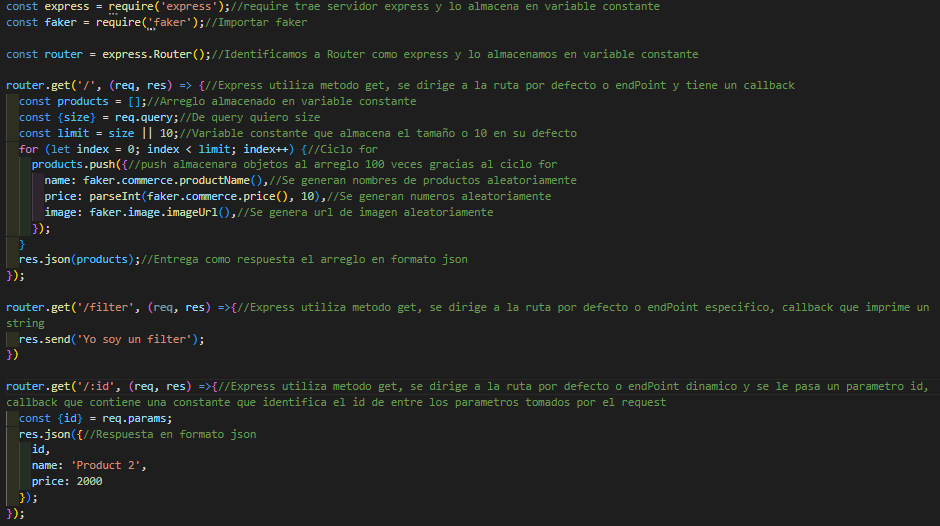 const express = require('express');//require trae servidor express y lo almacena en variable constante
const faker = require('faker');//Importar faker
const router = express.Router();//Identificamos a Router como express y lo almacenamos en variable constante
router.get('/', (req, res) => {//Express utiliza metodo get, se dirige a la ruta por defecto o endPoint y tiene un callback
  const products = [];//Arreglo almacenado en variable constante
  const {size} = req.query;//De query quiero size
  const limit = size || 10;//Variable constante que almacena el tamaño o 10 en su defecto
  for (let index = 0; index < limit; index++) {//Ciclo for
    products.push({//push almacenara objetos al arreglo 100 veces gracias al ciclo for
      name: faker.commerce.productName(),//Se generan nombres de productos aleatoriamente
      price: parseInt(faker.commerce.price(), 10),//Se generan numeros aleatoriamente
      image: faker.image.imageUrl(),//Se genera url de imagen aleatoriamente
    });
  }
  res.json(products);//Entrega como respuesta el arreglo en formato json
});
router.get('/filter', (req, res) =>{//Express utiliza metodo get, se dirige a la ruta por defecto o endPoint especifico, callback que imprime un
string
  res.send('Yo soy un filter');
})
router.get('/:id', (req, res) =>{//Express utiliza metodo get, se dirige a la ruta por defecto o endPoint dinamico y se le pasa un parametro id,
callback que contiene una constante que identifica el id de entre los parametros tomados por el request
  const {id} = req.params;
  res.json({//Respuesta en formato json
    id,
    name: 'Product 2',
    price: 2000
  });
});